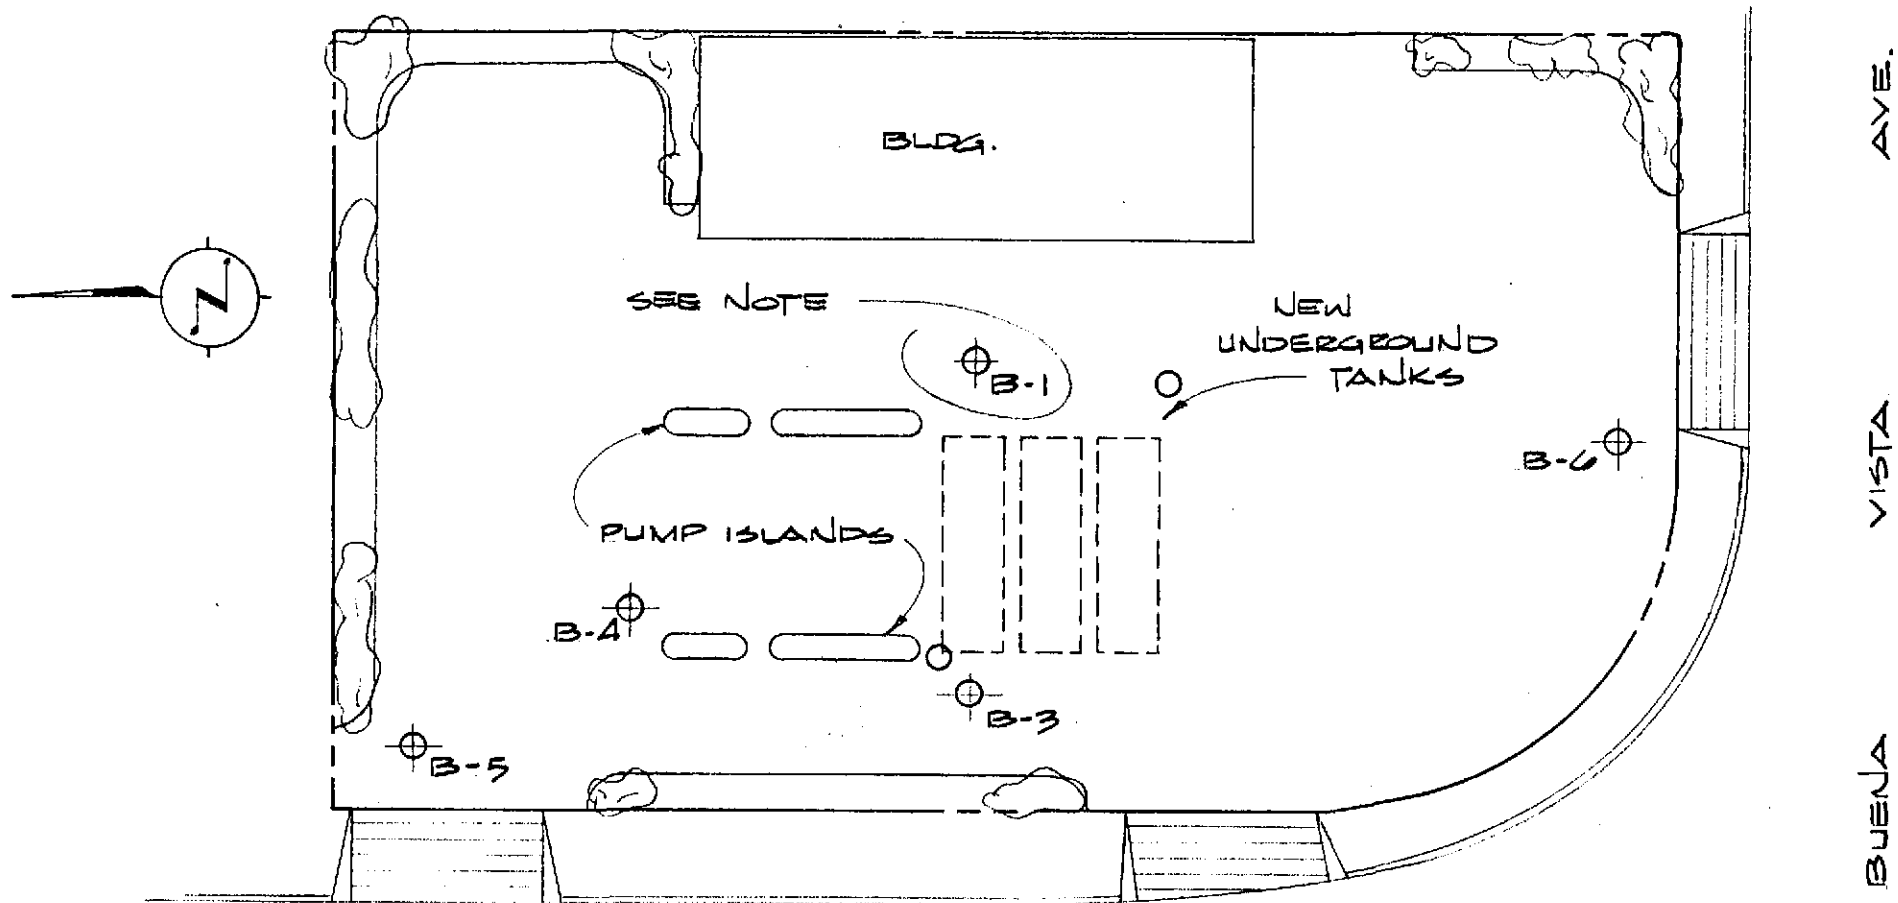 BLDG.
SEE NOTE
B-1
NEW
UNDERGROUND
TANKS
B-6
PUMP ISLANDS
B-4
B-3
B-5
BUENA VISTA AVE.
N